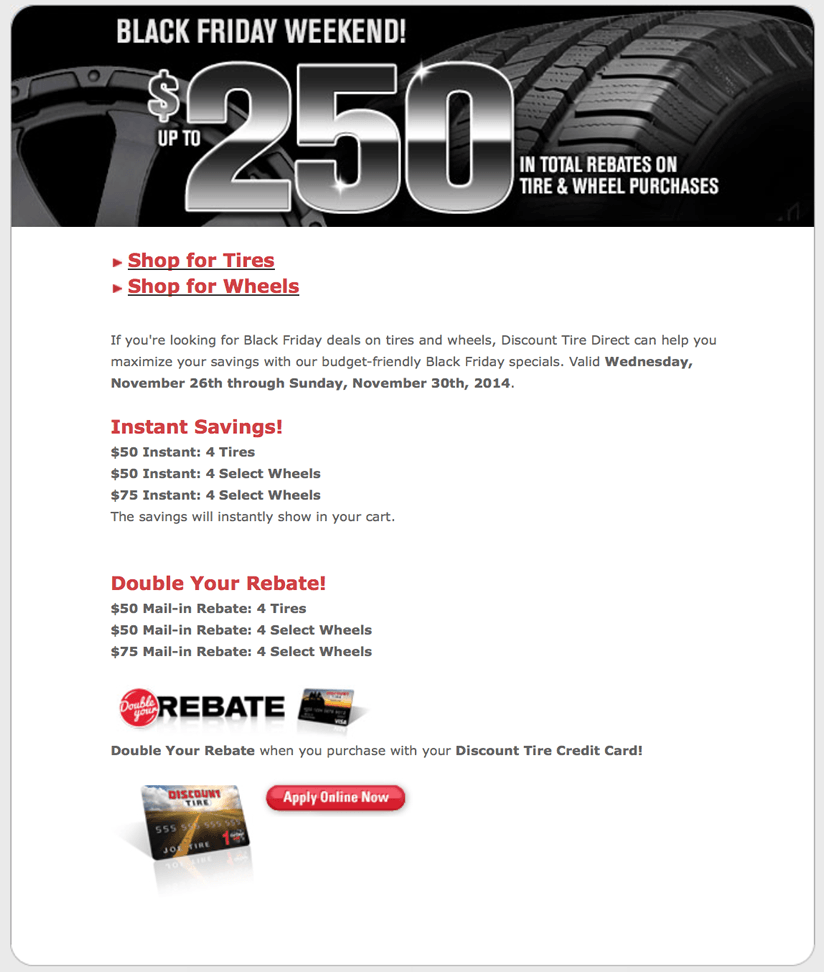 BLACK FRIDAY WEEKEND!
UP TO $250
IN TOTAL REBATES ON
TIRE & WHEEL PURCHASES
Shop for Tires
Shop for Wheels
If you're looking for Black Friday deals on tires and wheels, Discount Tire Direct can help you
maximize your savings with our budget-friendly Black Friday specials. Valid Wednesday,
November 26th through Sunday, November 30th, 2014.
Instant Savings!
$50 Instant: 4 Tires
$50 Instant: 4 Select Wheels
$75 Instant: 4 Select Wheels
The savings will instantly show in your cart.
Double Your Rebate!
$50 Mail-in Rebate: 4 Tires
$50 Mail-in Rebate: 4 Select Wheels
$75 Mail-in Rebate: 4 Select Wheels
Double your REBATE
DISCOUNT
TIRE
VISA
Double Your Rebate when you purchase with your Discount Tire Credit Card!
DISCOUNT
TIRE
Apply Online Now
555 555 555 555
JOE TIRE